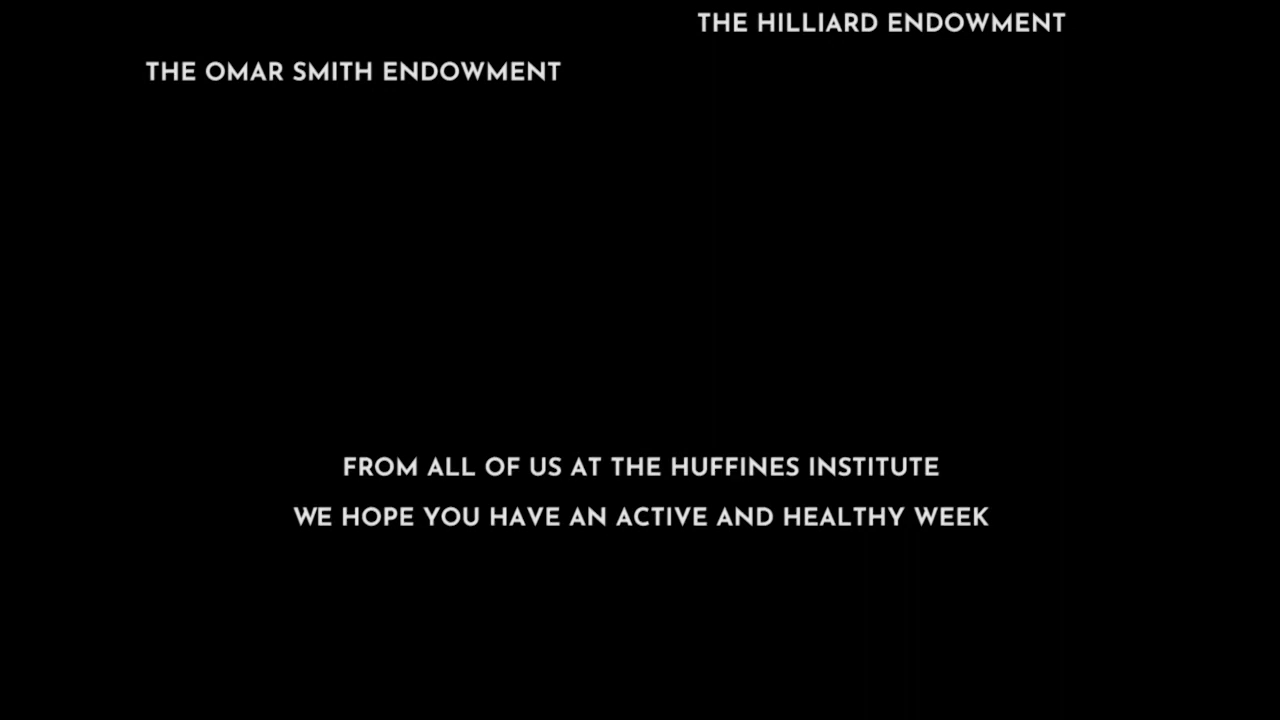 THE HILLIARD ENDOWMENT
THE OMAR SMITH ENDOWMENT
FROM ALL OF US AT THE HUFFINES INSTITUTE
WE HOPE YOU HAVE AN ACTIVE AND HEALTHY WEEK